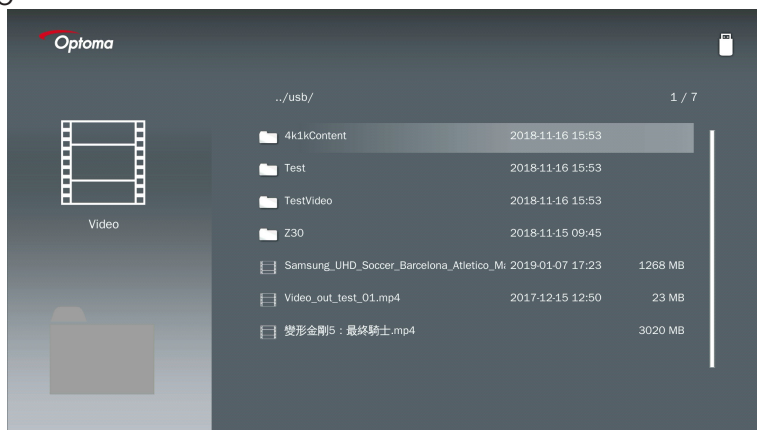 Optoma
../usb/ 1 / 7
4k1kContent 2018-11-16 15:53
Test 2018-11-16 15:53
TestVideo 2018-11-16 15:53
Video
Z30 2018-11-15 09:45
Samsung_UHD_Soccer_Barcelona_Atletico_Ma 2019-01-07 17:23 1268 MB
Video_out_test_01.mp4 2017-12-15 12:50 23 MB
變形金剛5：最終騎士.mp4 3020 MB